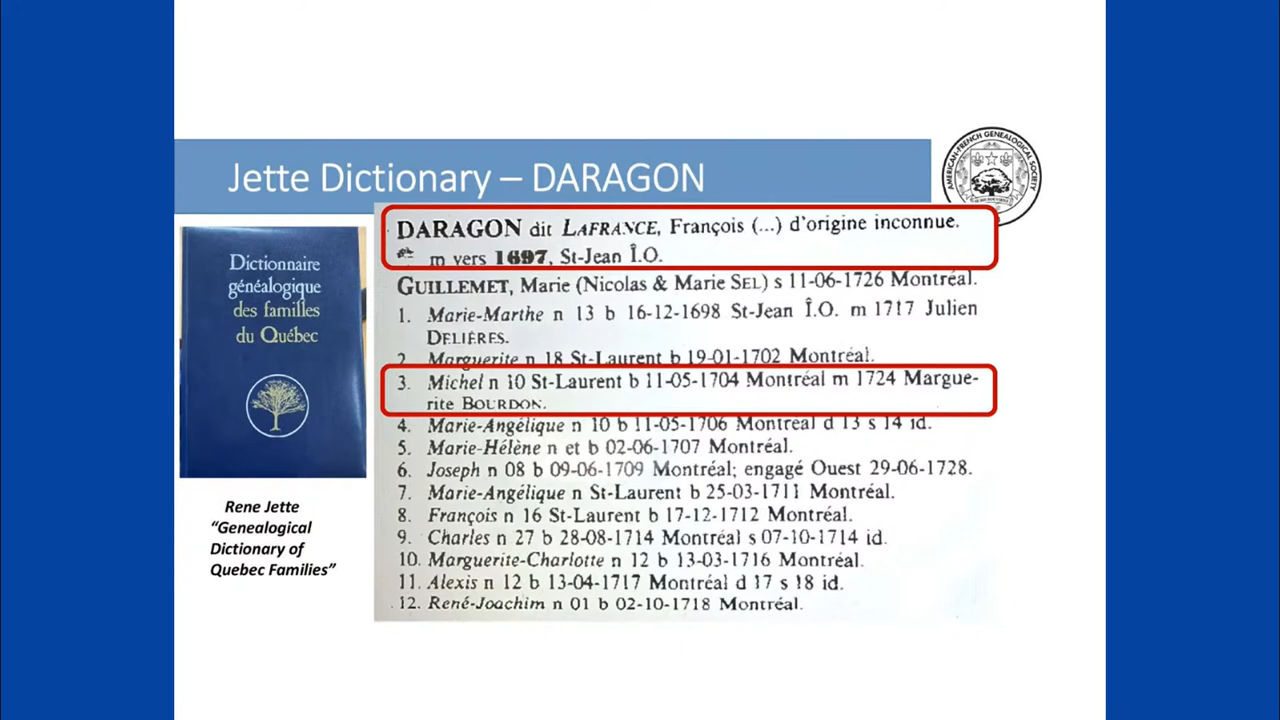 Jette Dictionary – DARAGON
AMERICAN-FRENCH GENEALOGICAL SOCIETY
Dictionnaire
généalogique
des familles
du Québec
Rene Jette
“Genealogical
Dictionary of
Quebec Families”
DARAGON dit LAFRANCE, François (...) d'origine inconnue.
m vers 1697, St-Jean Î.O.
GUILLEMET, Marie (Nicolas & Marie SEL) s 11-06-1726 Montréal.
1. Marie-Marthe n 13 b 16-12-1698 St-Jean Î.O. m 1717 Julien
DELIÈRES.
2. Marguerite n 18 St-Laurent b 19-01-1702 Montréal.
3. Michel n 10 St-Laurent b 11-05-1704 Montréal m 1724 Margue-
rite BOURDON.
4. Marie-Angélique n 10 b 11-05-1706 Montréal d 13 s 14 id.
5. Marie-Hélène n et b 02-06-1707 Montréal.
6. Joseph n 08 b 09-06-1709 Montréal; engagé Ouest 29-06-1728.
7. Marie-Angélique n St-Laurent b 25-03-1711 Montréal.
8. François n 16 St-Laurent b 17-12-1712 Montréal.
9. Charles n 27 b 28-08-1714 Montréal s 07-10-1714 id.
10. Marguerite-Charlotte n 12 b 13-03-1716 Montréal.
11. Alexis n 12 b 13-04-1717 Montréal d 17 s 18 id.
12. René-Joachim n 01 b 02-10-1718 Montréal.